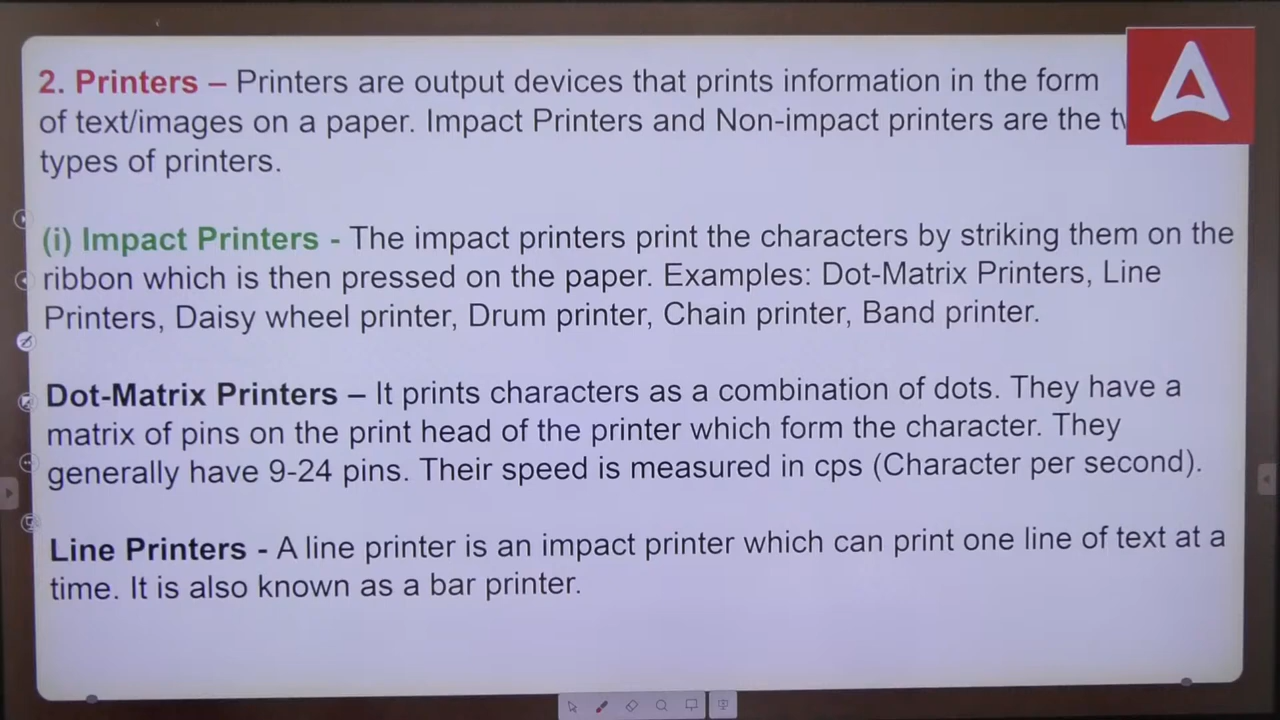 2. Printers – Printers are output devices that prints information in the form
of text/images on a paper. Impact Printers and Non-impact printers are the
types of printers.
(i) Impact Printers - The impact printers print the characters by striking them on the
ribbon which is then pressed on the paper. Examples: Dot-Matrix Printers, Line
Printers, Daisy wheel printer, Drum printer, Chain printer, Band printer.
Dot-Matrix Printers – It prints characters as a combination of dots. They have a
matrix of pins on the print head of the printer which form the character. They
generally have 9-24 pins. Their speed is measured in cps (Character per second).
Line Printers - A line printer is an impact printer which can print one line of text at a
time. It is also known as a bar printer.